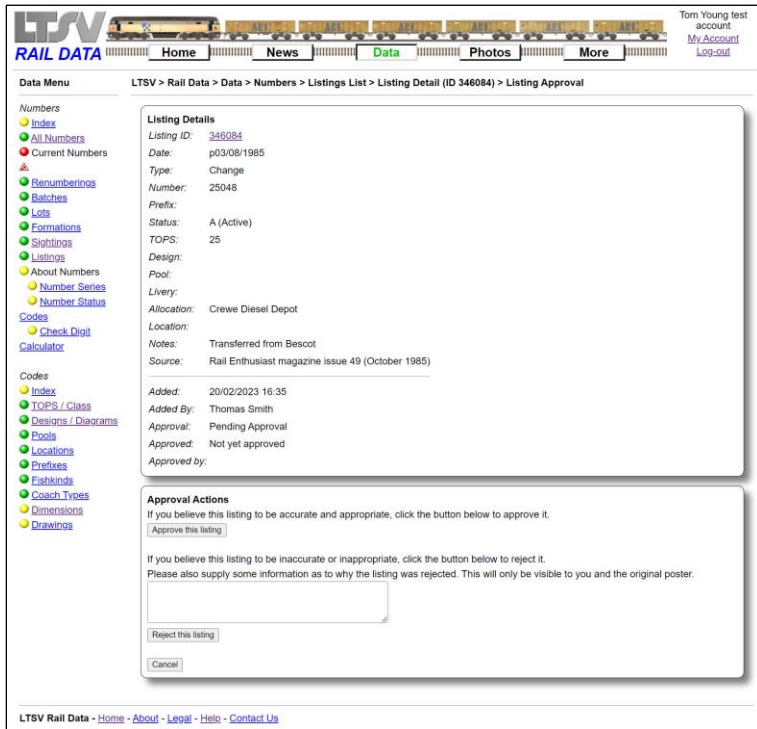 LTSV
RAIL DATA
Home
News
Data
Photos
More
Tom Young test
account
My Account
Log-out
Data Menu
LTSV > Rail Data > Data > Numbers > Listings List > Listing Detail (ID 346084) > Listing Approval
Numbers
Index
All Numbers
Current Numbers
Renumberings
Batches
Lots
Formations
Sightings
Listings
About Numbers
Number Series
Number Status
Codes
Check Digit
Calculator
Codes
Index
TOPS / Class
Designs / Diagrams
Pools
Locations
Prefixes
Fishkinds
Coach Types
Dimensions
Drawings
Listing Details
Listing ID: 346084
Date: p03/08/1985
Type: Change
Number: 25048
Prefix:
Status: A (Active)
TOPS: 25
Design:
Pool:
Livery:
Allocation: Crewe Diesel Depot
Location:
Notes: Transferred from Bescot
Source: Rail Enthusiast magazine issue 49 (October 1985)
Added: 20/02/2023 16:35
Added By: Thomas Smith
Approval: Pending Approval
Approved: Not yet approved
Approved by:
Approval Actions
If you believe this listing to be accurate and appropriate, click the button below to approve it.
Approve this listing
If you believe this listing to be inaccurate or inappropriate, click the button below to reject it.
Please also supply some information as to why the listing was rejected. This will only be visible to you and the original poster.
Reject this listing
Cancel
LTSV Rail Data - Home - About - Legal - Help - Contact Us